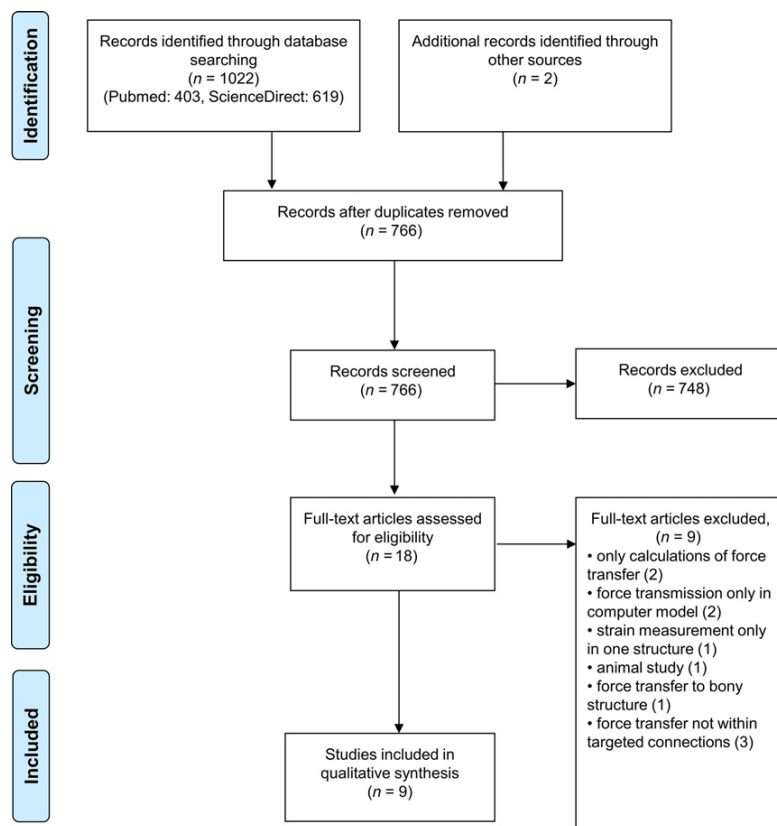 Identification
Records identified through database
searching
(n = 1022)
(Pubmed: 403, ScienceDirect: 619)
Additional records identified through
other sources
(n = 2)
Records after duplicates removed
(n = 766)
Screening
Records screened
(n = 766)
Records excluded
(n = 748)
Eligibility
Full-text articles assessed
for eligibility
(n = 18)
Full-text articles excluded,
(n = 9)
• only calculations of force
transfer (2)
• force transmission only in
computer model (2)
• strain measurement only
in one structure (1)
• animal study (1)
• force transfer to bony
structure (1)
• force transfer not within
targeted connections (3)
Included
Studies included in
qualitative synthesis
(n = 9)